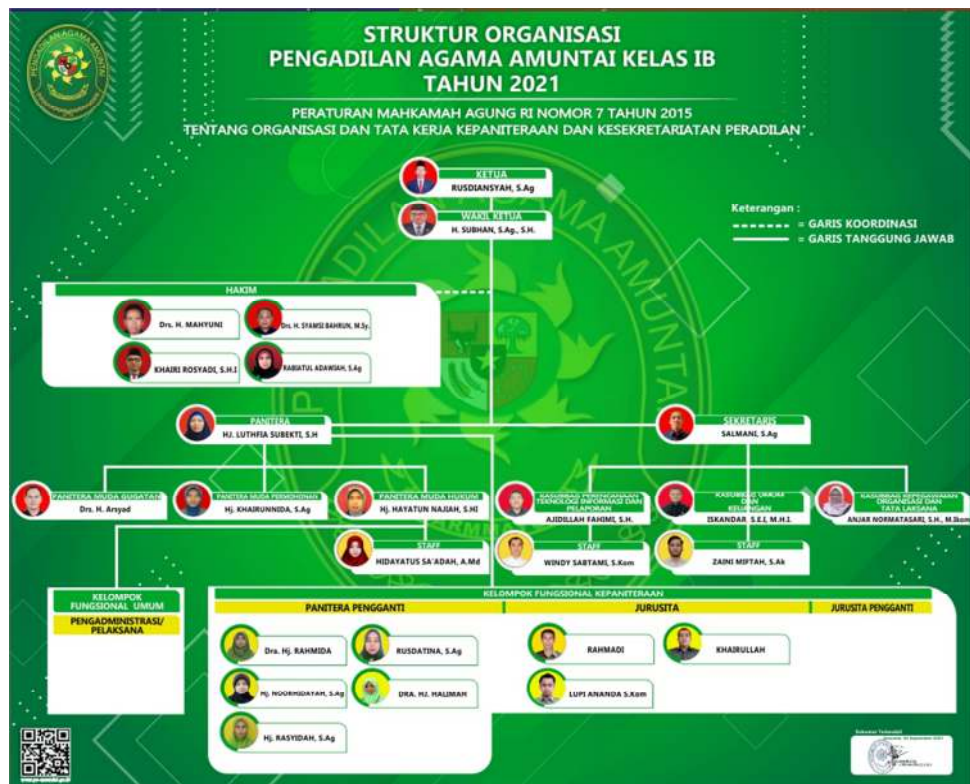 STRUKTUR ORGANISASI
PENGADILAN AGAMA AMUNTAI KELAS IB
TAHUN 2021
PERATURAN MAHKAMAH AGUNG RI NOMOR 7 TAHUN 2015
TENTANG ORGANISASI DAN TATA KERJA KEPANITERAAN DAN KESEKRETARIATAN PERADILAN
KETUA
RUSDIANSYAH, S.Ag
WAKIL KETUA
H. SUBHAN, S.Ag., S.H.
Keterangan :
= GARIS KOORDINASI
= GARIS TANGGUNG JAWAB
HAKIM
Drs. H. MAHYUNI
Drs. H. SYAMSI BAHRUN, M.Sy.
KHAIRI ROSYADI, S.H.I
RABIATUL ADAWIAH, S.Ag
PANITERA
HJ. LUTHFIA SUBEKTI, S.H
SEKRETARIS
SALMANI, S.Ag
PANITERA MUDA GUGATAN
Drs. H. Arsyad
PANITERA MUDA PERMOHONAN
Hj. KHAIRUNNIDA, S.Ag
PANITERA MUDA HUKUM
Hj. HAYATUN NAJIAH, S.HI
KASUBBAG PERENCANAAN
TEKNOLOGI INFORMASI DAN
PELAPORAN
AJIDILLAH FAHIMI, S.H.
KASUBBAG UMUM
DAN
KEUANGAN
ISKANDAR, S.E.I, M.H.I.
KASUBBAG KEPEGAWAIAN
ORGANISASI DAN
TATA LAKSANA
ANJAR NORMATASARI, S.H., M.Ikom
STAFF
HIDAYATUS SA'ADAH, A.Md
STAFF
WINDY SABTAMI, S.Kom
STAFF
ZAINI MIFTAH, S.Ak
KELOMPOK
FUNGSIONAL UMUM
PENGADMINISTRASI/
PELAKSANA
KELOMPOK FUNGSIONAL KEPANITERAAN
PANITERA PENGGANTI
JURUSITA
JURUSITA PENGGANTI
Dra. Hj. RAHMIDA
RUSDATINA, S.Ag
RAHMADI
KHAIRULLAH
Hj. NOORHIDAYAH, S.Ag
DRA. HJ. HALIMAH
LUPI ANANDA S.Kom
Hj. RASYIDAH, S.Ag